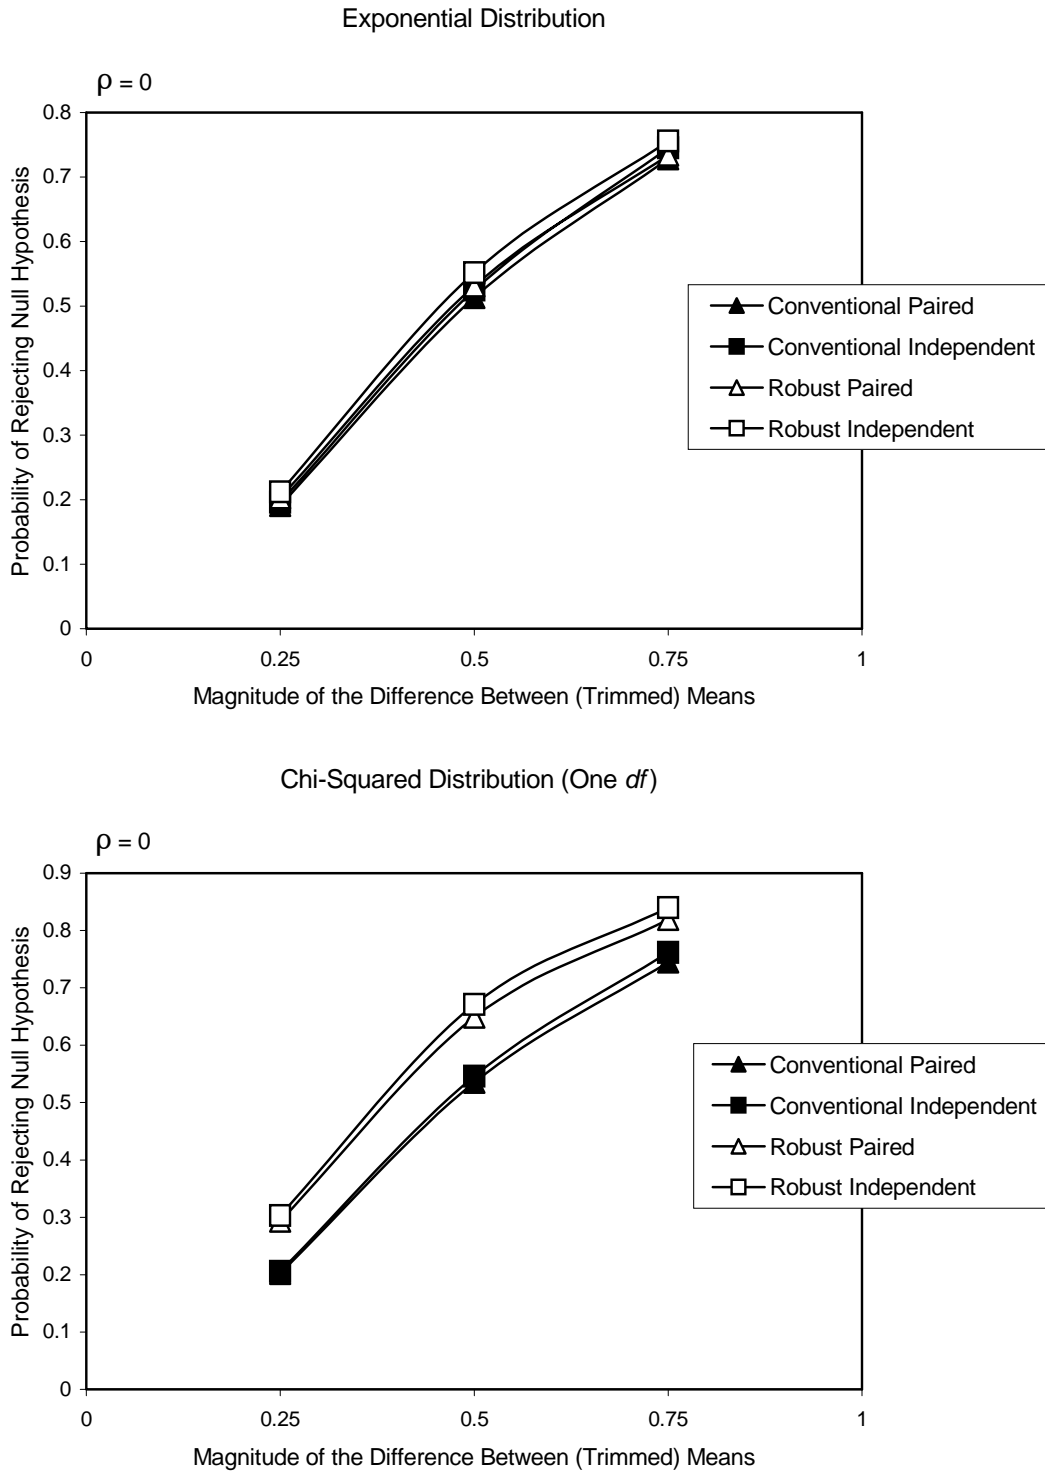 Exponential Distribution
ρ = 0
0.8
0.7
0.6
0.5
0.4
0.3
0.2
0.1
0
Probability of Rejecting Null Hypothesis
Conventional Paired
Conventional Independent
Robust Paired
Robust Independent
0 0.25 0.5 0.75 1
Magnitude of the Difference Between (Trimmed) Means
Chi-Squared Distribution (One df)
ρ = 0
0.9
0.8
0.7
0.6
0.5
0.4
0.3
0.2
0.1
0
Probability of Rejecting Null Hypothesis
Conventional Paired
Conventional Independent
Robust Paired
Robust Independent
0 0.25 0.5 0.75 1
Magnitude of the Difference Between (Trimmed) Means